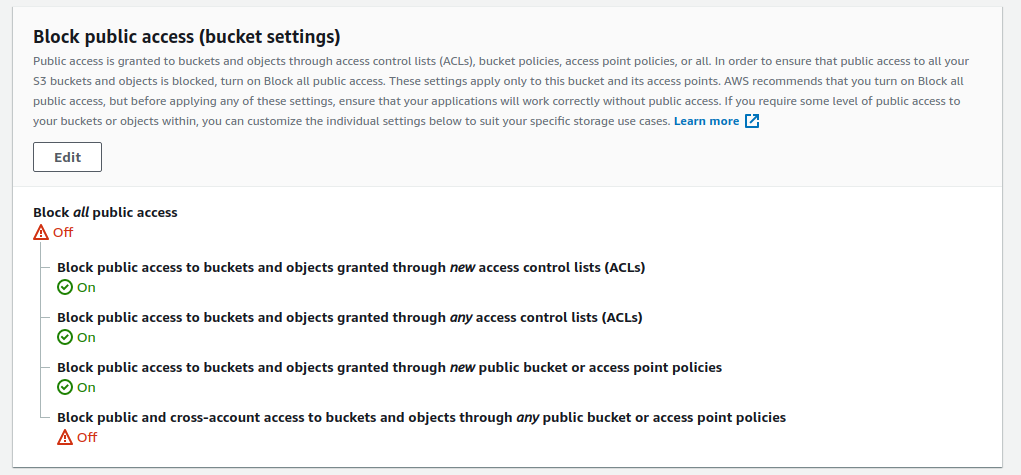 Block public access (bucket settings)
Public access is granted to buckets and objects through access control lists (ACLs), bucket policies, access point policies, or all. In order to ensure that public access to all your
S3 buckets and objects is blocked, turn on Block all public access. These settings apply only to this bucket and its access points. AWS recommends that you turn on Block all
public access, but before applying any of these settings, ensure that your applications will work correctly without public access. If you require some level of public access to
your buckets or objects within, you can customize the individual settings below to suit your specific storage use cases. Learn more
Edit
Block all public access
Off
Block public access to buckets and objects granted through new access control lists (ACLs)
On
Block public access to buckets and objects granted through any access control lists (ACLs)
On
Block public access to buckets and objects granted through new public bucket or access point policies
On
Block public and cross-account access to buckets and objects through any public bucket or access point policies
Off